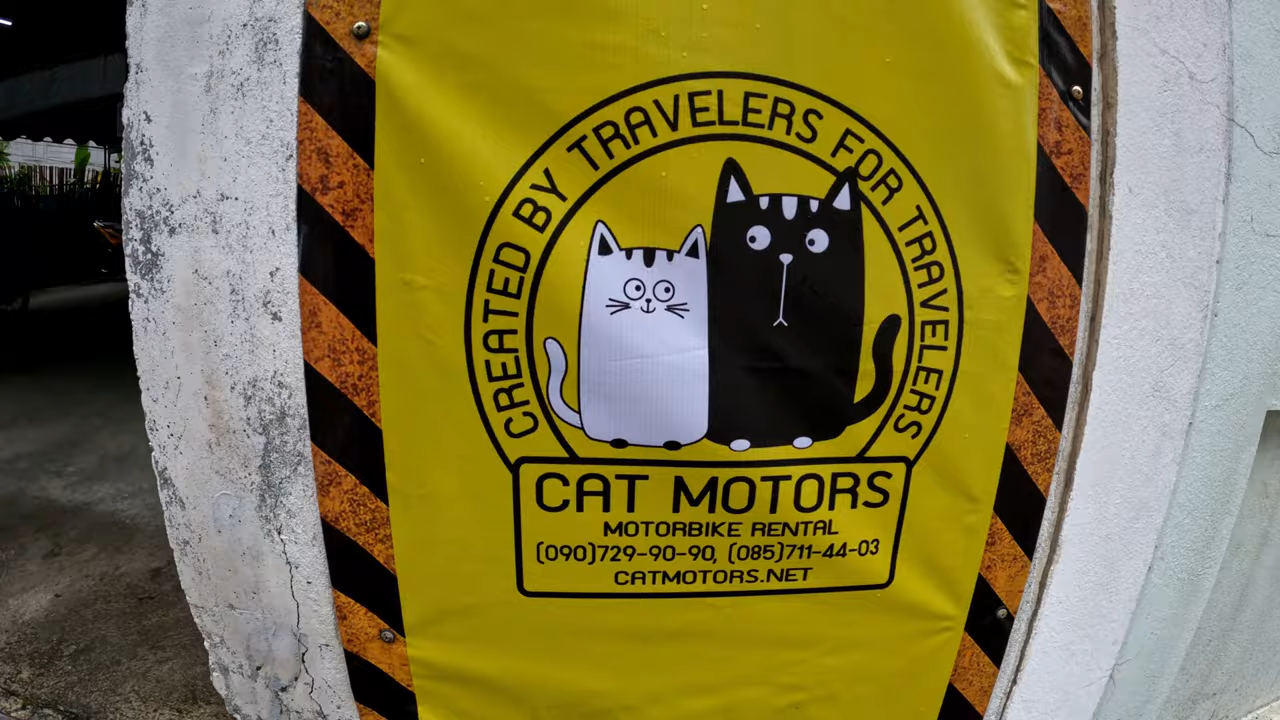 CREATED BY TRAVELERS FOR TRAVELERS
CAT MOTORS
MOTORBIKE RENTAL
(090)729-90-90, (085)711-44-03
CATMOTORS.NET